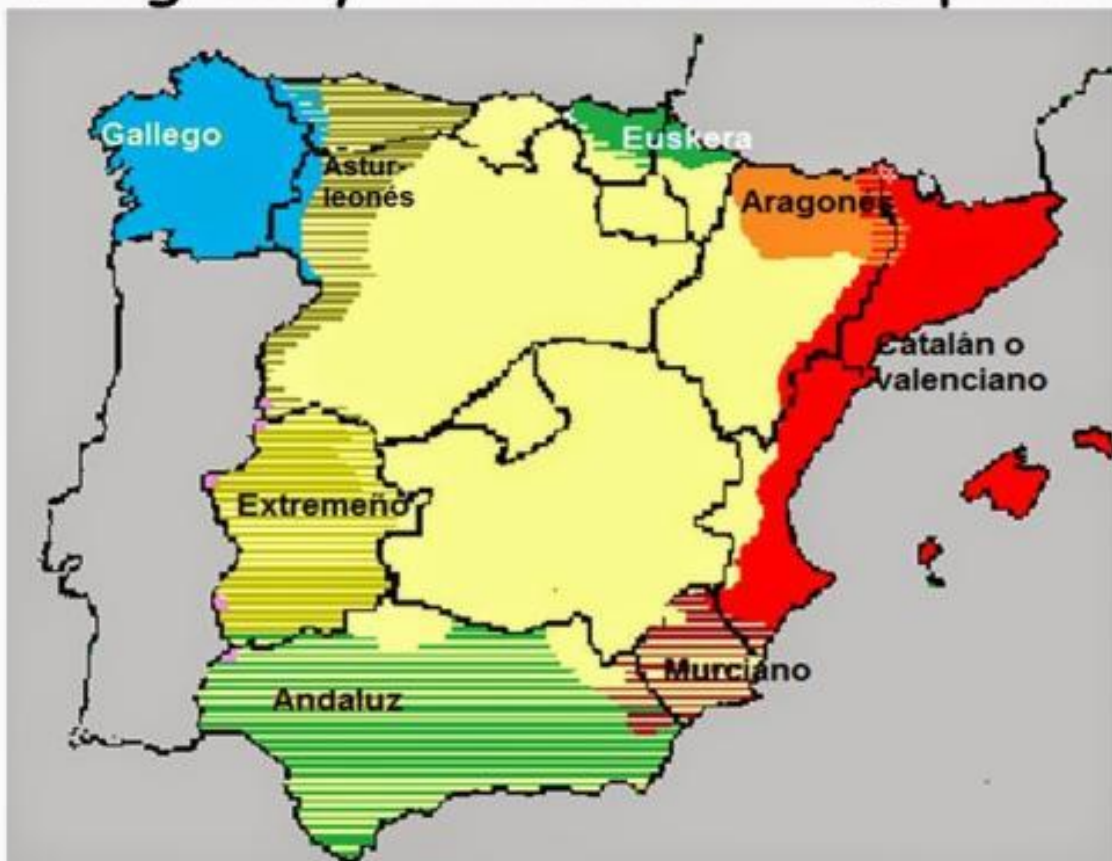 Gallego
Euskera
Astur-
leonés
Aragonés
Catalán o
valenciano
Extremeño
Murciano
Andaluz